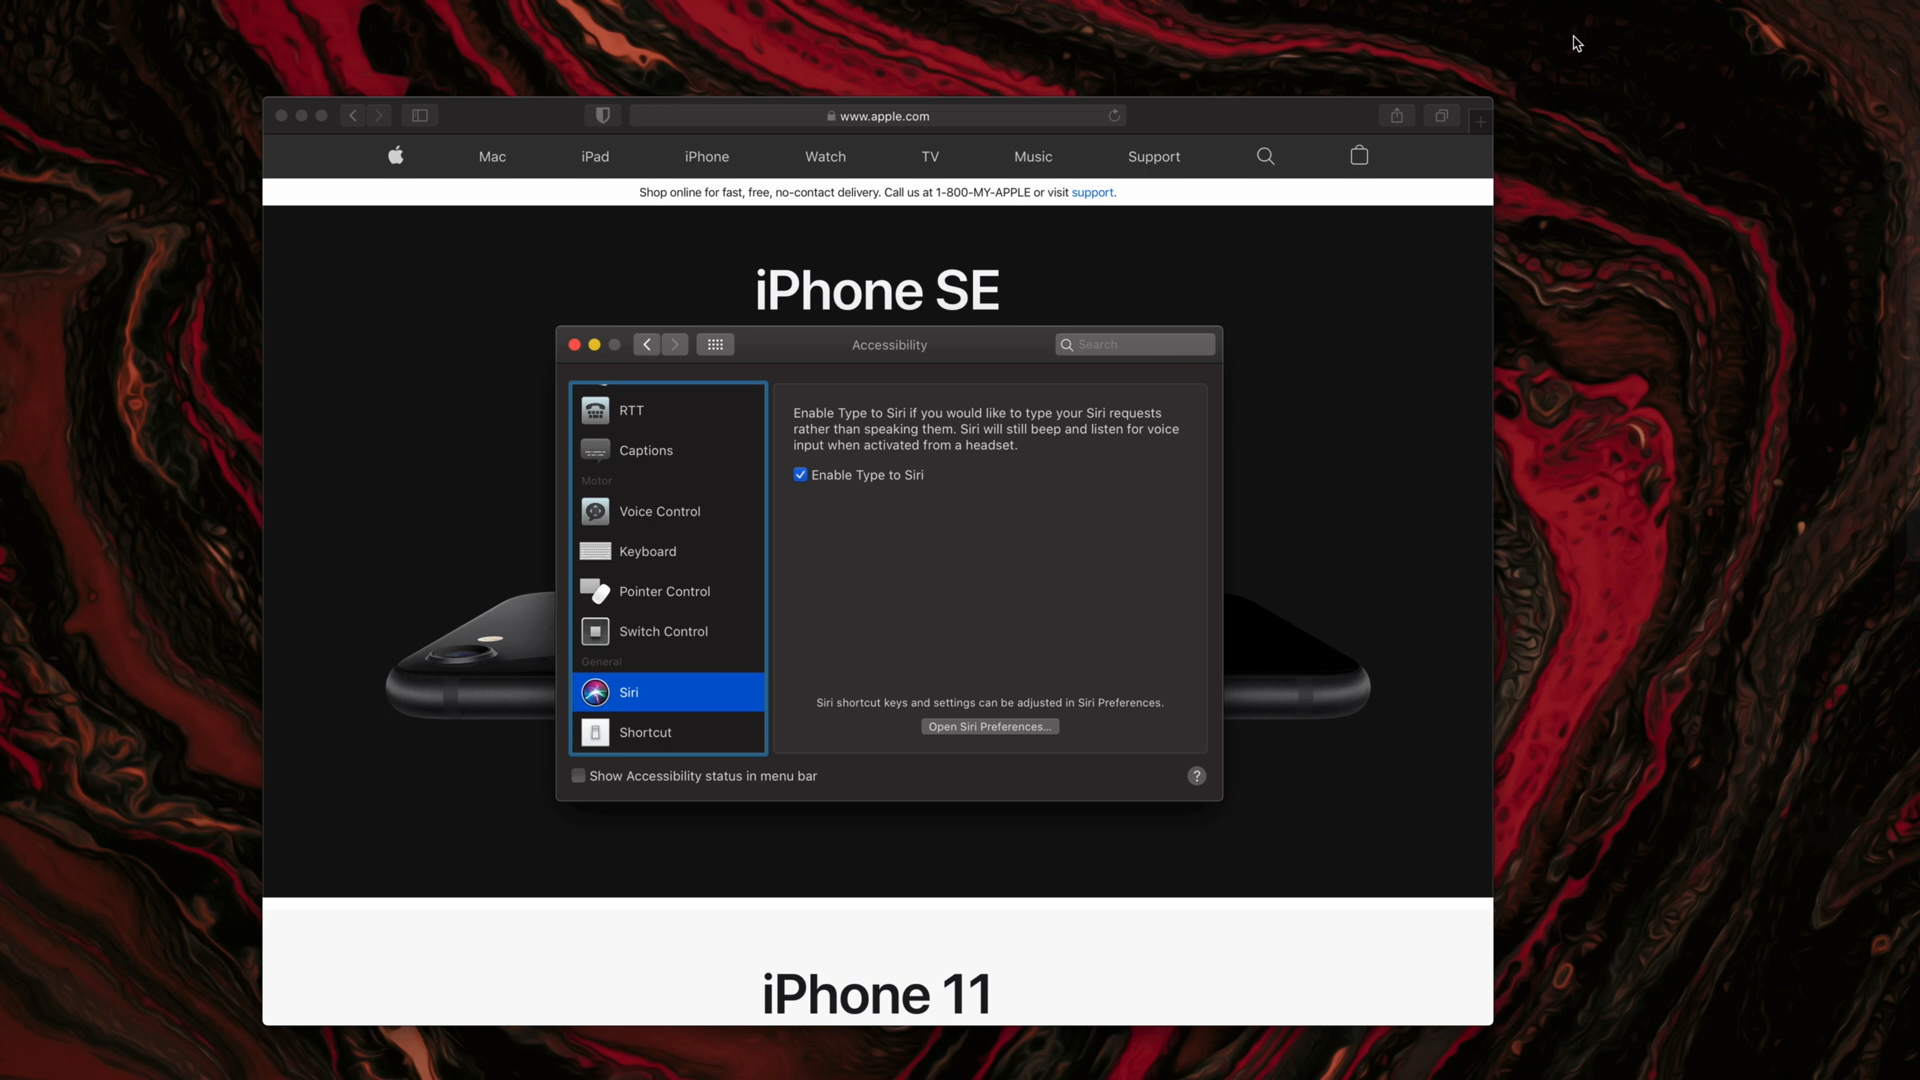 www.apple.com
Mac iPad iPhone Watch TV Music Support
Shop online for fast, free, no-contact delivery. Call us at 1-800-MY-APPLE or visit support.
iPhone SE
Accessibility
Search
RTT
Captions
Motor
Voice Control
Keyboard
Pointer Control
Switch Control
General
Siri
Shortcut
Enable Type to Siri if you would like to type your Siri requests
rather than speaking them. Siri will still beep and listen for voice
input when activated from a headset.
Enable Type to Siri
Siri shortcut keys and settings can be adjusted in Siri Preferences.
Open Siri Preferences...
Show Accessibility status in menu bar
?
iPhone 11